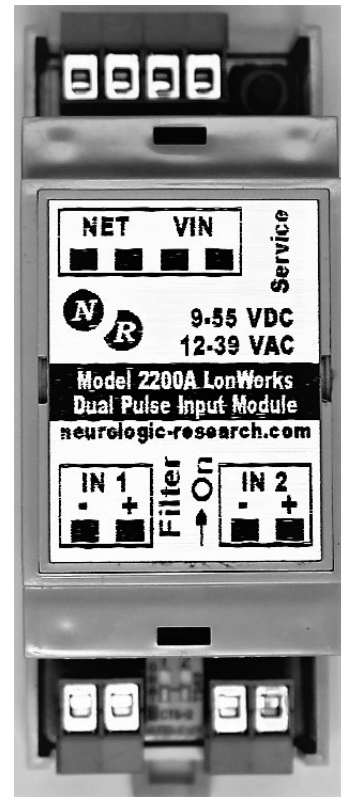 NET VIN
Service
N
R
9-55 VDC
12-39 VAC
Model 2200A LonWorks
Dual Pulse Input Module
neurologic-research.com
IN 1
- +
Filter
On
IN 2
- +